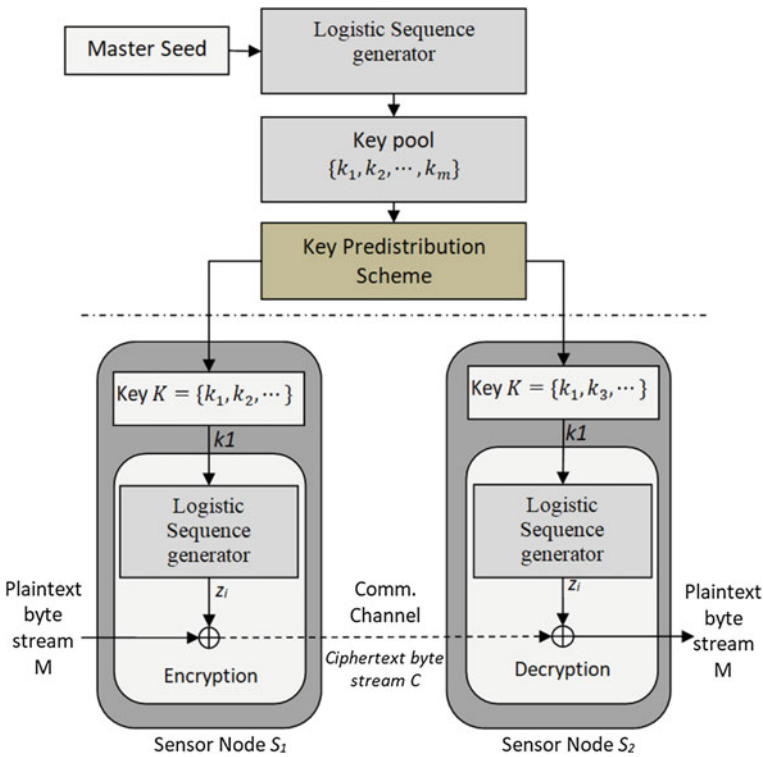 Master Seed
Logistic Sequence
generator
Key pool
{k₁, k₂, ⋯, kₘ}
Key Predistribution
Scheme
Key K = {k₁, k₂, ⋯}
k1
Logistic
Sequence
generator
zᵢ
Plaintext
byte
stream
M
Encryption
Sensor Node S₁
Comm.
Channel
Ciphertext byte
stream C
Key K = {k₁, k₃, ⋯}
k1
Logistic
Sequence
generator
zᵢ
Decryption
Plaintext
byte
stream
M
Sensor Node S₂